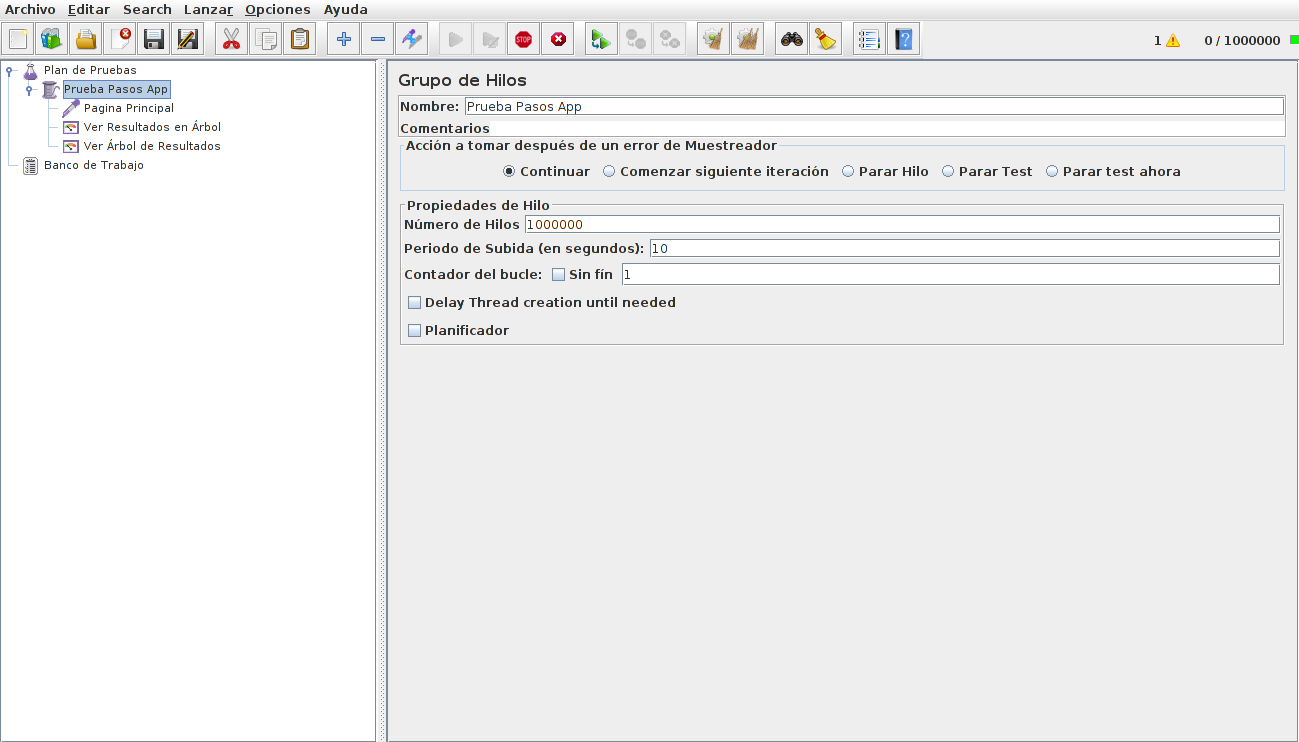 Archivo Editar Search Lanzar Opciones Ayuda
STOP
1 0 / 1000000
Plan de Pruebas
Prueba Pasos App
Pagina Principal
Ver Resultados en Árbol
Ver Árbol de Resultados
Banco de Trabajo
Grupo de Hilos
Nombre: Prueba Pasos App
Comentarios
Acción a tomar después de un error de Muestreador
Continuar Comenzar siguiente iteración Parar Hilo Parar Test Parar test ahora
Propiedades de Hilo
Número de Hilos 1000000
Periodo de Subida (en segundos): 10
Contador del bucle: Sin fín 1
Delay Thread creation until needed
Planificador